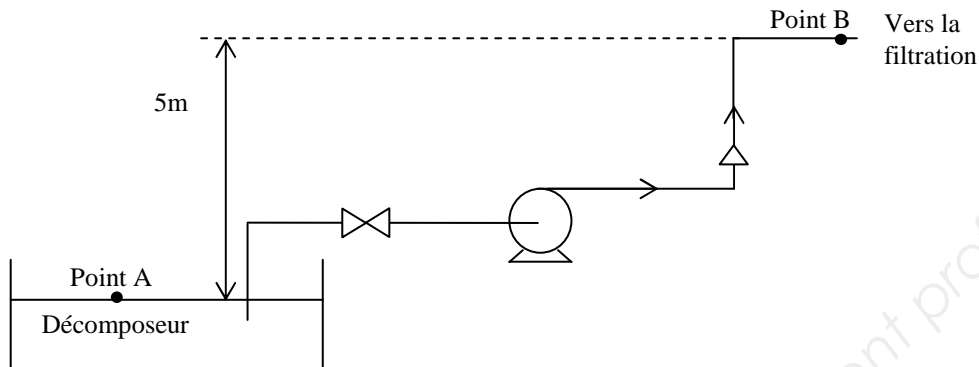 Point B
Vers la
filtration
5m
Point A
Décomposeur